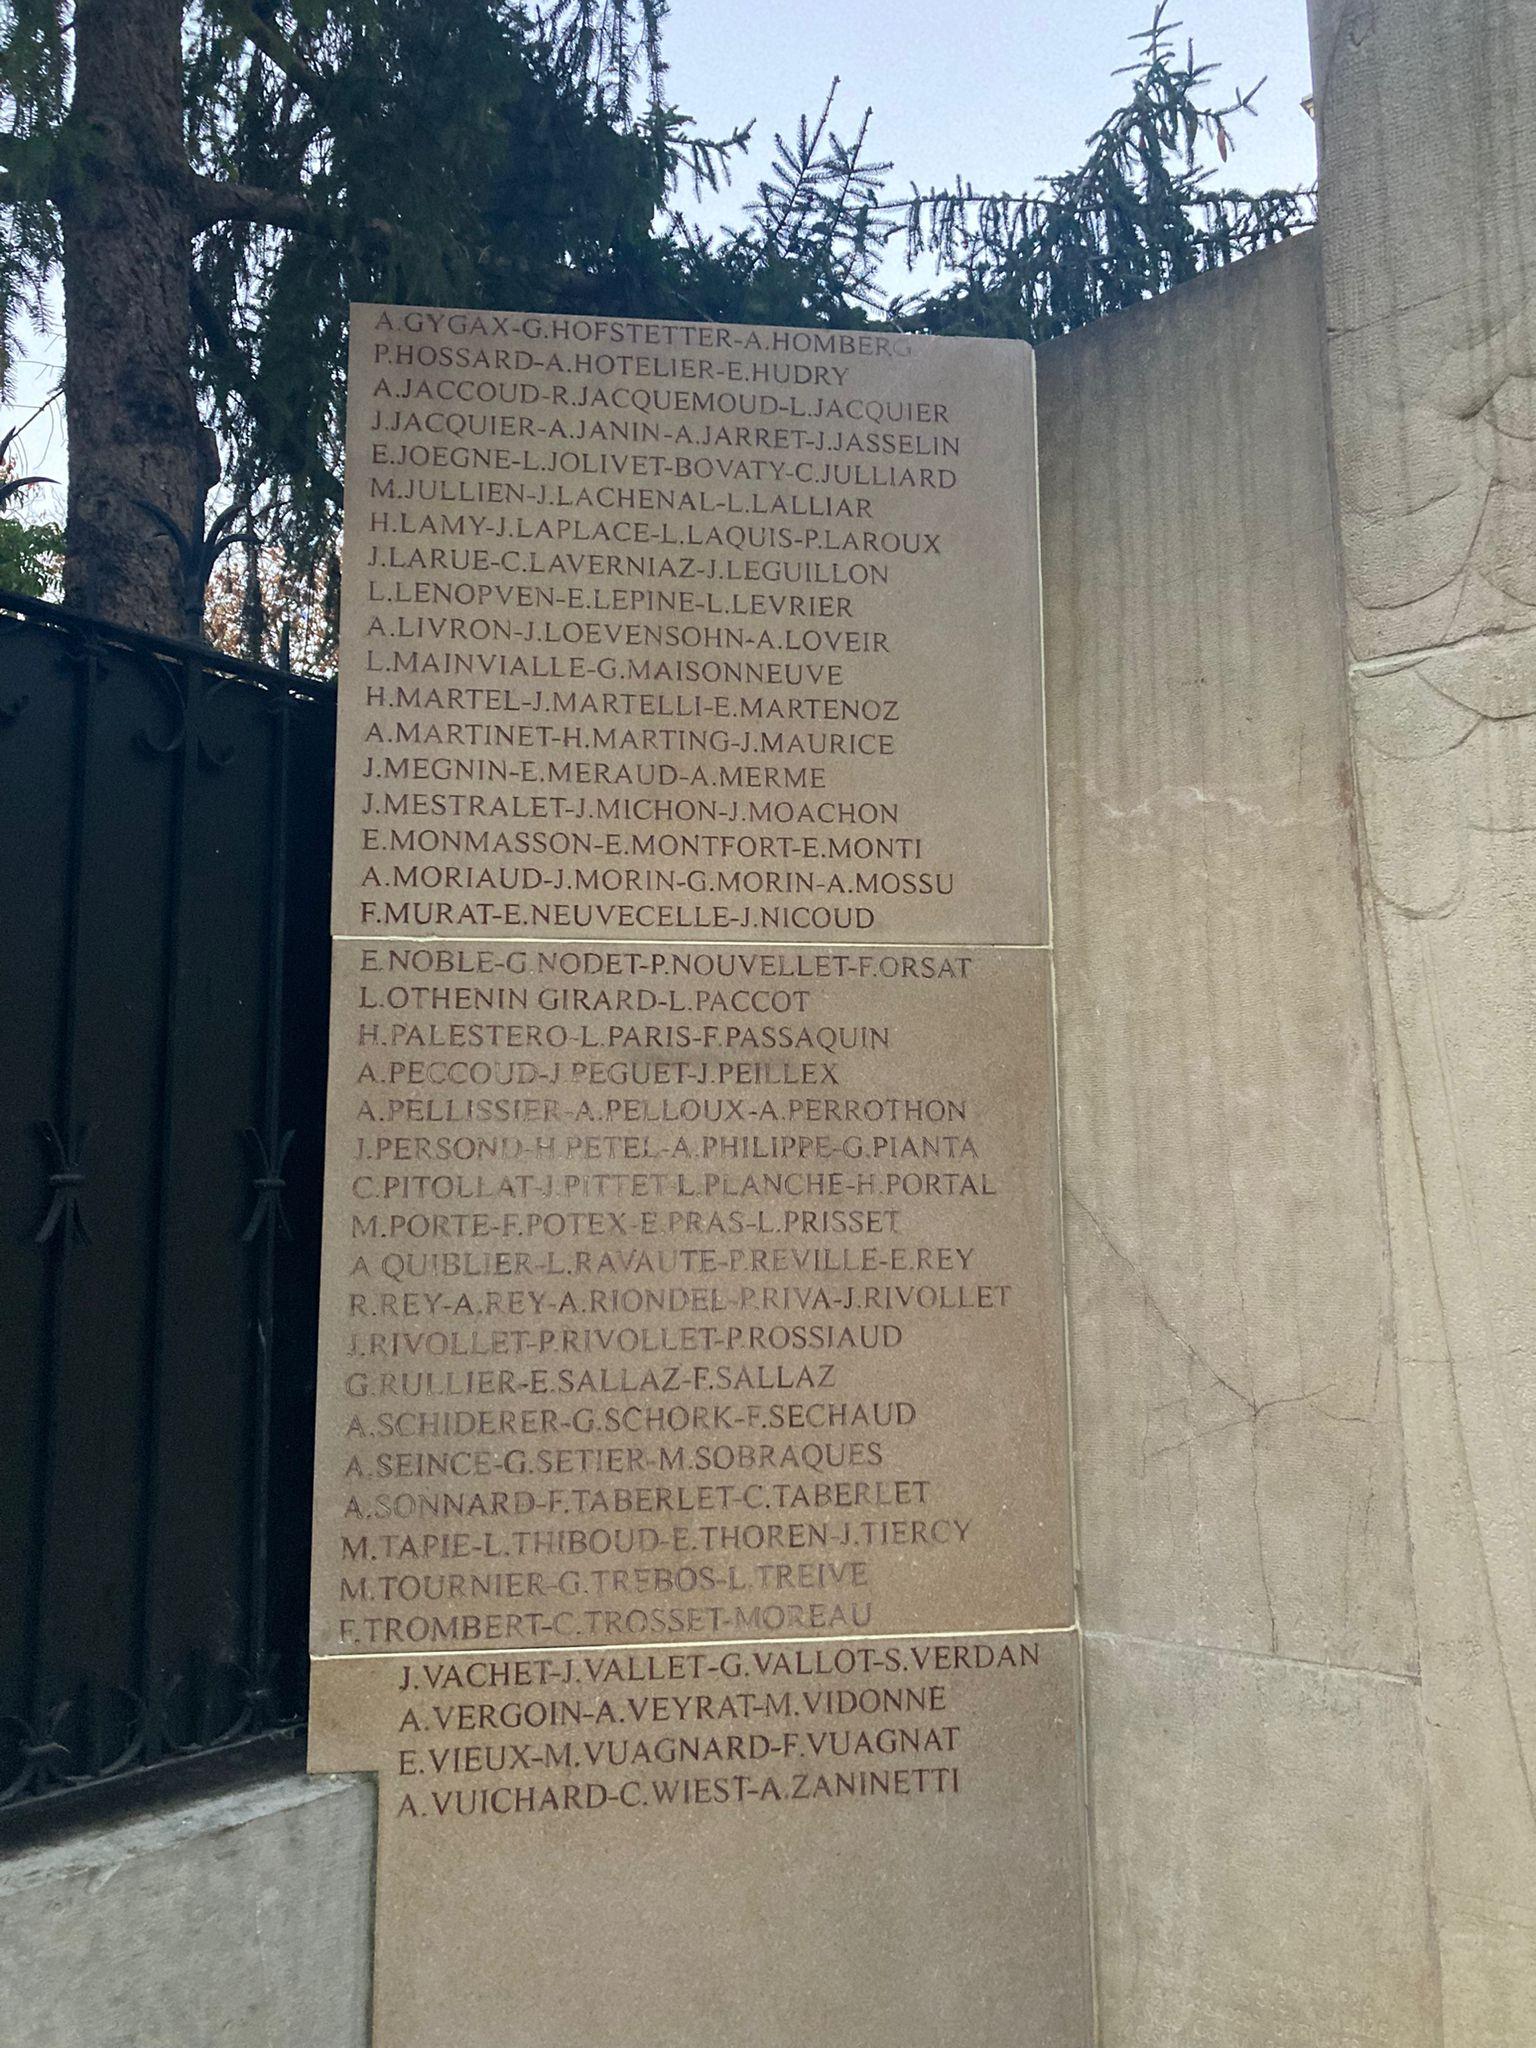 A.GYGAX-G.HOFSTETTER-A.HOMBERG
P.HOSSARD-A.HOTELIER-E.HUDRY
A.JACCOUD-R.JACQUEMOUD-L.JACQUIER
J.JACQUIER-A.JANIN-A.JARRET-J.JASSELIN
E.JOEGNE-L.JOLIVET-BOVATY-C.JULLIARD
M.JULLIEN-J.LACHENAL-L.LALLIAR
H.LAMY-J.LAPLACE-L.LAQUIS-P.LAROUX
J.LARUE-C.LAVERNIAZ-J.LEGUILLON
L.LENOPVEN-E.LEPINE-L.LEVRIER
A.LIVRON-J.LOEVENSOHN-A.LOVEIR
L.MAINVIALLE-G.MAISONNEUVE
H.MARTEL-J.MARTELLI-E.MARTENOZ
A.MARTINET-H.MARTING-J.MAURICE
J.MEGNIN-E.MERAUD-A.MERME
J.MESTRALET-J.MICHON-J.MOACHON
E.MONMASSON-E.MONTFORT-E.MONTI
A.MORIAUD-J.MORIN-G.MORIN-A.MOSSU
F.MURAT-E.NEUVECELLE-J.NICOUD
E.NOBLE-G.NODET-P.NOUVELLET-F.ORSAT
L.OTHENIN GIRARD-L.PACCOT
H.PALESTERO-L.PARIS-F.PASSAQUIN
A.PECCOUD-J.PEGUET-J.PEILLEX
A.PELLISSIER-A.PELLOUX-A.PERROTHON
J.PERSOND-H.PETEL-A.PHILIPPE-G.PIANTA
C.PITOLLAT-J.PITTET-L.PLANCHE-H.PORTAL
M.PORTE-F.POTEX-E.PRAS-L.PRISSET
A QUIBLIER-L.RAVAUTE-P.REVILLE-E.REY
R.REY-A.REY-A.RIONDEL-P.RIVA-J.RIVOLLET
J.RIVOLLET-P.RIVOLLET-P.ROSSIAUD
G.RULLIER-E.SALLAZ-F.SALLAZ
A.SCHIDERER-G.SCHORK-F.SECHAUD
A.SEINCE-G.SETIER-M.SOBRAQUES
A.SONNARD-F.TABERLET-C.TABERLET
M.TAPIE-L.THIBOUD-E.THOREN-J.TIERCY
M.TOURNIER-G.TREBOS-L.TREIVE
F.TROMBERT-C.TROSSET-MOREAU
J.VACHET-J.VALLET-G.VALLOT-S.VERDAN
A.VERGOIN-A.VEYRAT-M.VIDONNE
E.VIEUX-M.VUAGNARD-F.VUAGNAT
A.VUICHARD-C.WIEST-A.ZANINETTI